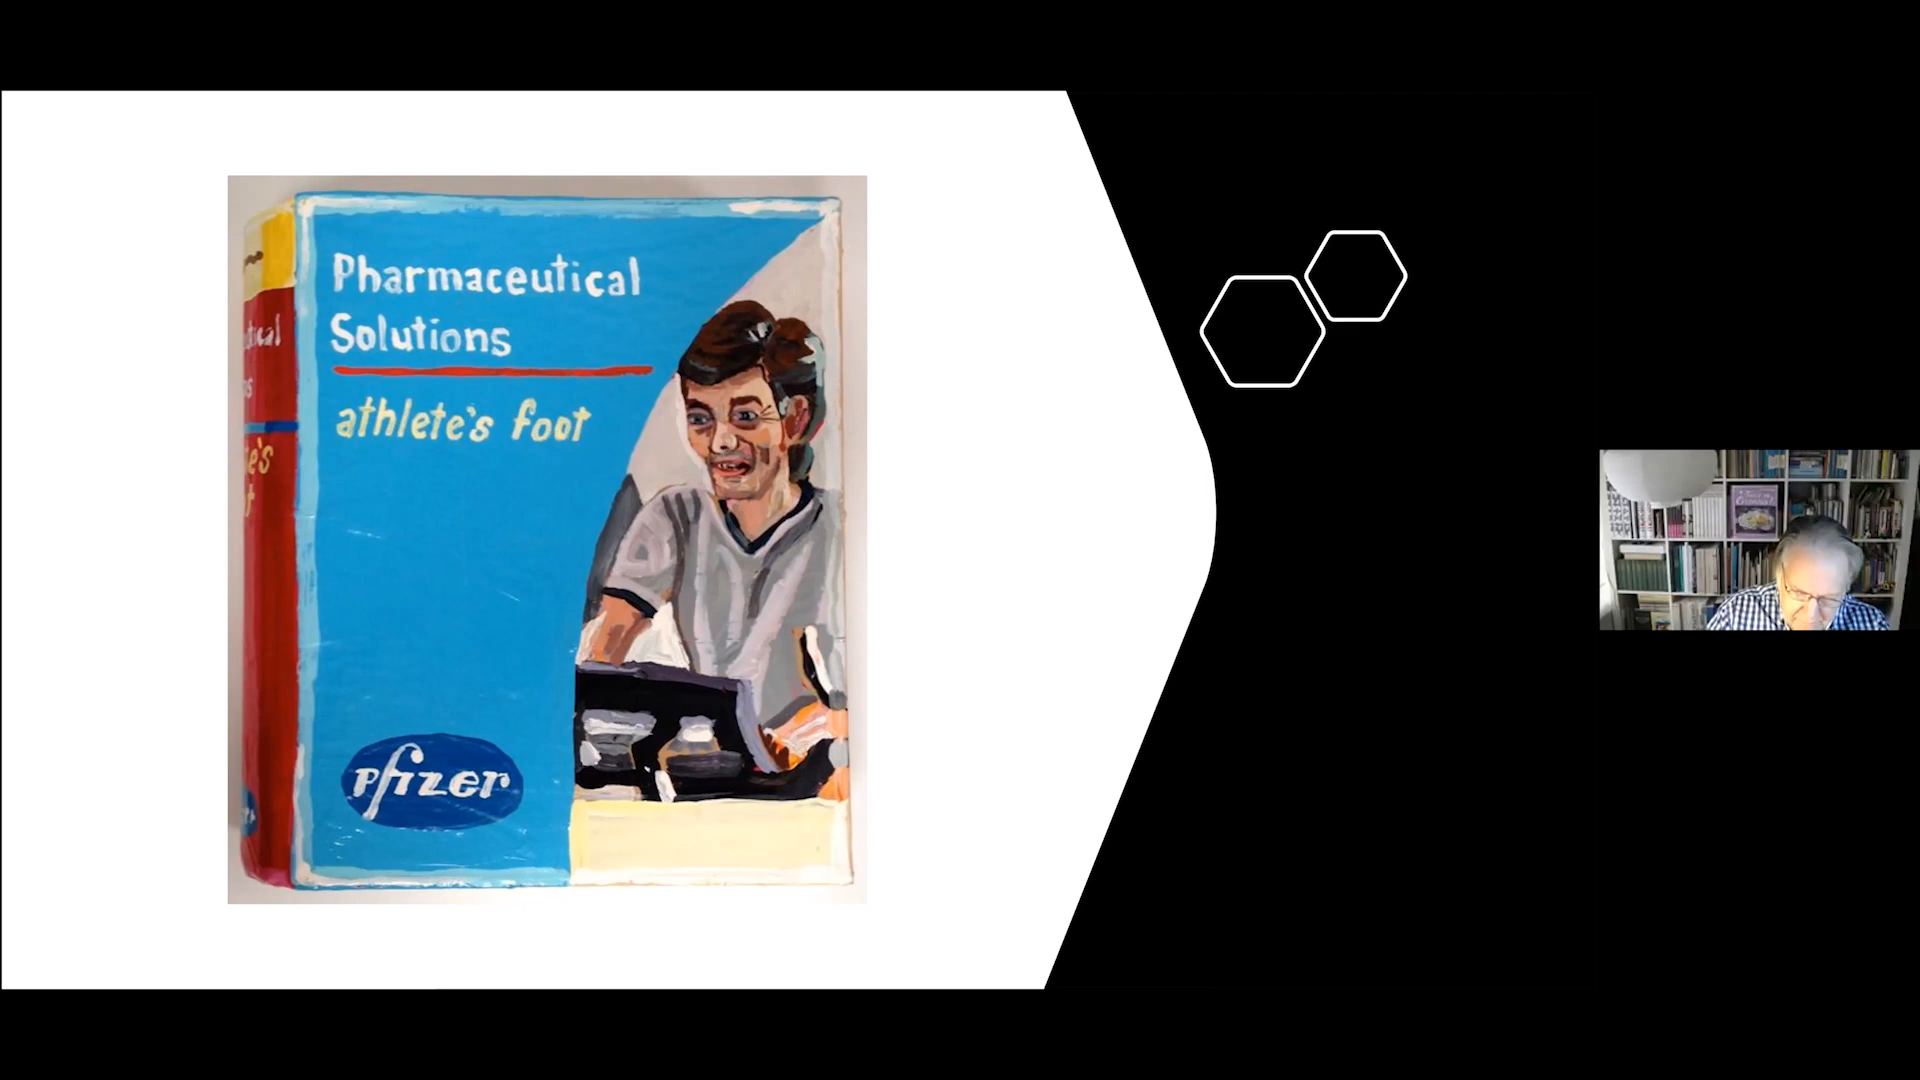 Pharmaceutical
Solutions
athlete's foot
Pfizer